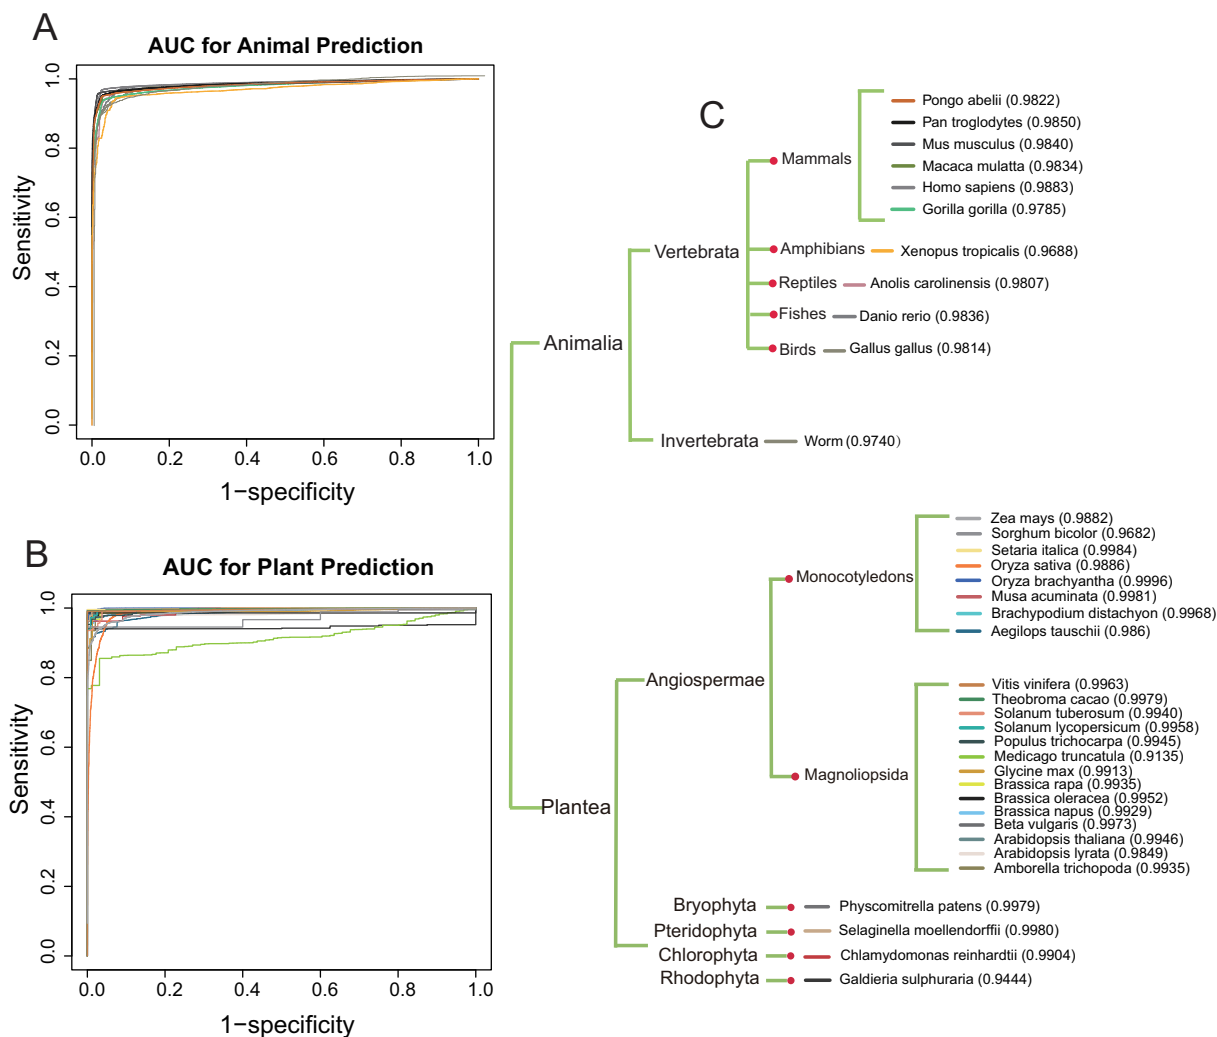 A
AUC for Animal Prediction
1.0
0.8
0.6
0.4
0.2
0.0
Sensitivity
0.0 0.2 0.4 0.6 0.8 1.0
1−specificity
B
AUC for Plant Prediction
1.0
0.8
0.6
0.4
0.2
0.0
Sensitivity
0.0 0.2 0.4 0.6 0.8 1.0
1−specificity
C
Animalia
Vertebrata
Mammals
Pongo abelii (0.9822)
Pan troglodytes (0.9850)
Mus musculus (0.9840)
Macaca mulatta (0.9834)
Homo sapiens (0.9883)
Gorilla gorilla (0.9785)
Amphibians Xenopus tropicalis (0.9688)
Reptiles Anolis carolinensis (0.9807)
Fishes Danio rerio (0.9836)
Birds Gallus gallus (0.9814)
Invertebrata Worm (0.9740)
Plantea
Angiospermae
Monocotyledons
Zea mays (0.9882)
Sorghum bicolor (0.9682)
Setaria italica (0.9984)
Oryza sativa (0.9886)
Oryza brachyantha (0.9996)
Musa acuminata (0.9981)
Brachypodium distachyon (0.9968)
Aegilops tauschii (0.986)
Magnoliopsida
Vitis vinifera (0.9963)
Theobroma cacao (0.9979)
Solanum tuberosum (0.9940)
Solanum lycopersicum (0.9958)
Populus trichocarpa (0.9945)
Medicago truncatula (0.9135)
Glycine max (0.9913)
Brassica rapa (0.9935)
Brassica oleracea (0.9952)
Brassica napus (0.9929)
Beta vulgaris (0.9973)
Arabidopsis thaliana (0.9946)
Arabidopsis lyrata (0.9849)
Amborella trichopoda (0.9935)
Bryophyta Physcomitrella patens (0.9979)
Pteridophyta Selaginella moellendorffii (0.9980)
Chlorophyta Chlamydomonas reinhardtii (0.9904)
Rhodophyta Galdieria sulphuraria (0.9444)